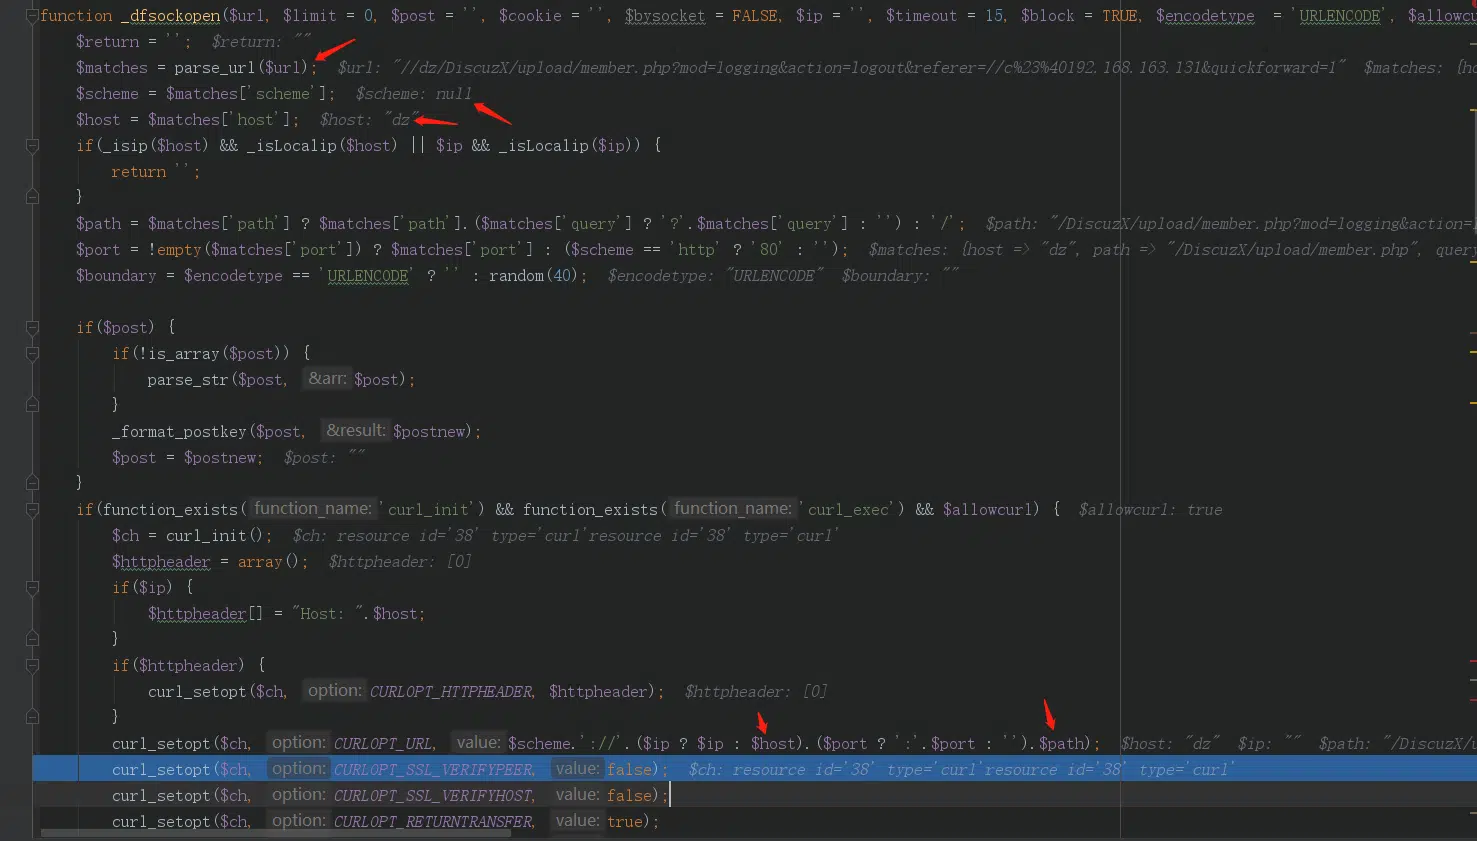 function _dfsockopen($url, $limit = 0, $post = '', $cookie = '', $bysocket = FALSE, $ip = '', $timeout = 15, $block = TRUE, $encodetype  = 'URLENCODE', $allowcu
$return = '';  $return: ""
$matches = parse_url($url);  $url: "//dz/DiscuzX/upload/member.php?mod=logging&action=logout&referer=//c%23%40192.168.163.131&quickforward=1"  $matches: {ho
$scheme = $matches['scheme'];  $scheme: null
$host = $matches['host'];  $host: "dz"
if(_isip($host) && _isLocalip($host) || $ip && _isLocalip($ip)) {
return '';
}
$path = $matches['path'] ? $matches['path'].($matches['query'] ? '?'.$matches['query'] : '') : '/';  $path: "/DiscuzX/upload/member.php?mod=logging&action=l
$port = !empty($matches['port']) ? $matches['port'] : ($scheme == 'http' ? '80' : '');  $matches: {host => "dz", path => "/DiscuzX/upload/member.php", query
$boundary = $encodetype == 'URLENCODE' ? '' : random(40);  $encodetype: "URLENCODE"  $boundary: ""
if($post) {
if(!is_array($post)) {
parse_str($post, &arr: $post);
}
_format_postkey($post, &result: $postnew);
$post = $postnew;  $post: ""
}
if(function_exists( function_name: 'curl_init') && function_exists( function_name: 'curl_exec') && $allowcurl) {  $allowcurl: true
$ch = curl_init();  $ch: resource id='38' type='curl'resource id='38' type='curl'
$httpheader = array();  $httpheader: [0]
if($ip) {
$httpheader[] = "Host: ".$host;
}
if($httpheader) {
curl_setopt($ch, option: CURLOPT_HTTPHEADER, $httpheader);  $httpheader: [0]
}
curl_setopt($ch, option: CURLOPT_URL, value: $scheme.'://'.($ip ? $ip : $host).($port ? ':'.$port : '').$path);  $host: "dz"  $ip: ""  $path: "/DiscuzX/u
curl_setopt($ch, option: CURLOPT_SSL_VERIFYPEER, value: false);  $ch: resource id='38' type='curl'resource id='38' type='curl'
curl_setopt($ch, option: CURLOPT_SSL_VERIFYHOST, value: false);
curl_setopt($ch, option: CURLOPT_RETURNTRANSFER, value: true);